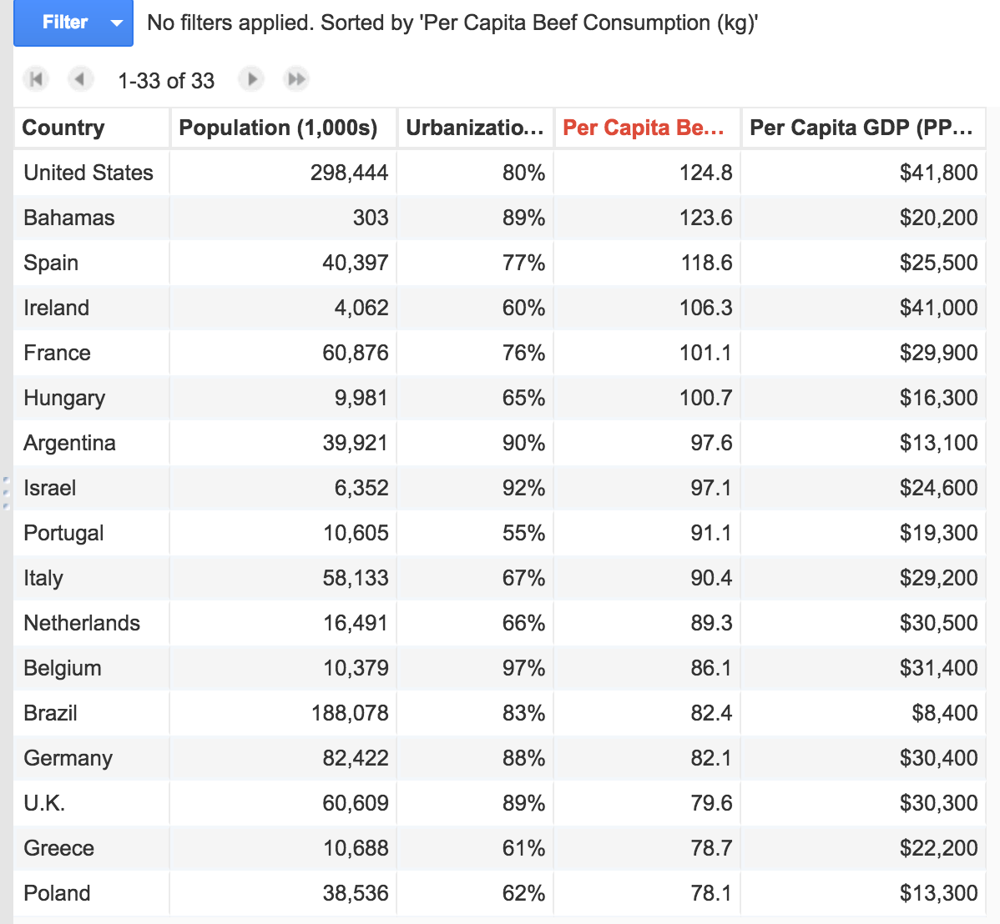 Filter No filters applied. Sorted by 'Per Capita Beef Consumption (kg)'
1-33 of 33
Country Population (1,000s) Urbanizatio... Per Capita Be... Per Capita GDP (PP...
United States 298,444 80% 124.8 $41,800
Bahamas 303 89% 123.6 $20,200
Spain 40,397 77% 118.6 $25,500
Ireland 4,062 60% 106.3 $41,000
France 60,876 76% 101.1 $29,900
Hungary 9,981 65% 100.7 $16,300
Argentina 39,921 90% 97.6 $13,100
Israel 6,352 92% 97.1 $24,600
Portugal 10,605 55% 91.1 $19,300
Italy 58,133 67% 90.4 $29,200
Netherlands 16,491 66% 89.3 $30,500
Belgium 10,379 97% 86.1 $31,400
Brazil 188,078 83% 82.4 $8,400
Germany 82,422 88% 82.1 $30,400
U.K. 60,609 89% 79.6 $30,300
Greece 10,688 61% 78.7 $22,200
Poland 38,536 62% 78.1 $13,300